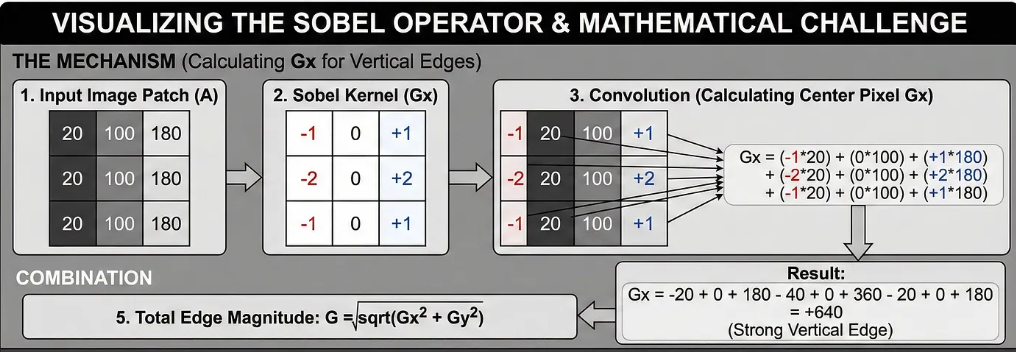 VISUALIZING THE SOBEL OPERATOR & MATHEMATICAL CHALLENGE
THE MECHANISM (Calculating Gx for Vertical Edges)
1. Input Image Patch (A)
20 100 180
20 100 180
20 100 180
2. Sobel Kernel (Gx)
-1 0 +1
-2 0 +2
-1 0 +1
3. Convolution (Calculating Center Pixel Gx)
-1 20 100 +1
-2 20 100 +2
-1 20 100 +1
Gx = (-1*20) + (0*100) + (+1*180)
+ (-2*20) + (0*100) + (+2*180)
+ (-1*20) + (0*100) + (+1*180)
Result:
Gx = -20 + 0 + 180 - 40 + 0 + 360 - 20 + 0 + 180
= +640
(Strong Vertical Edge)
COMBINATION
5. Total Edge Magnitude: G =√sqrt(Gx² + Gy²)